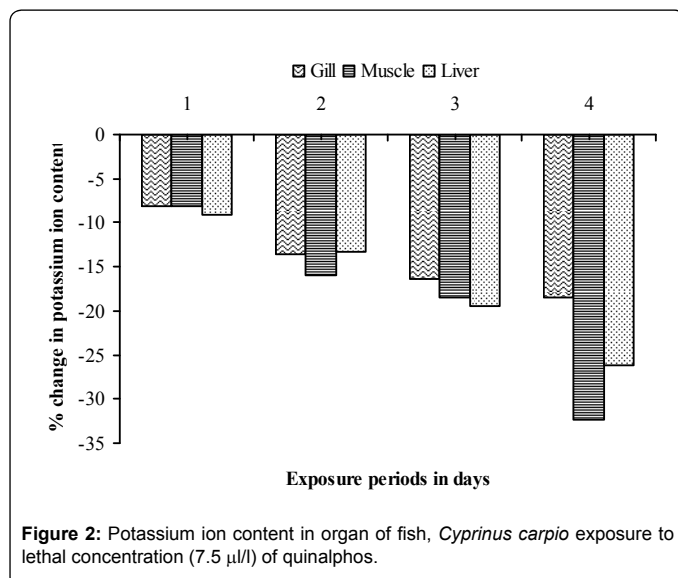 Gill Muscle Liver
1 2 3 4
0
-5
-10
-15
-20
-25
-30
-35
% change in potassium ion content
Exposure periods in days
Figure 2: Potassium ion content in organ of fish, Cyprinus carpio exposure to
lethal concentration (7.5 µl/l) of quinalphos.